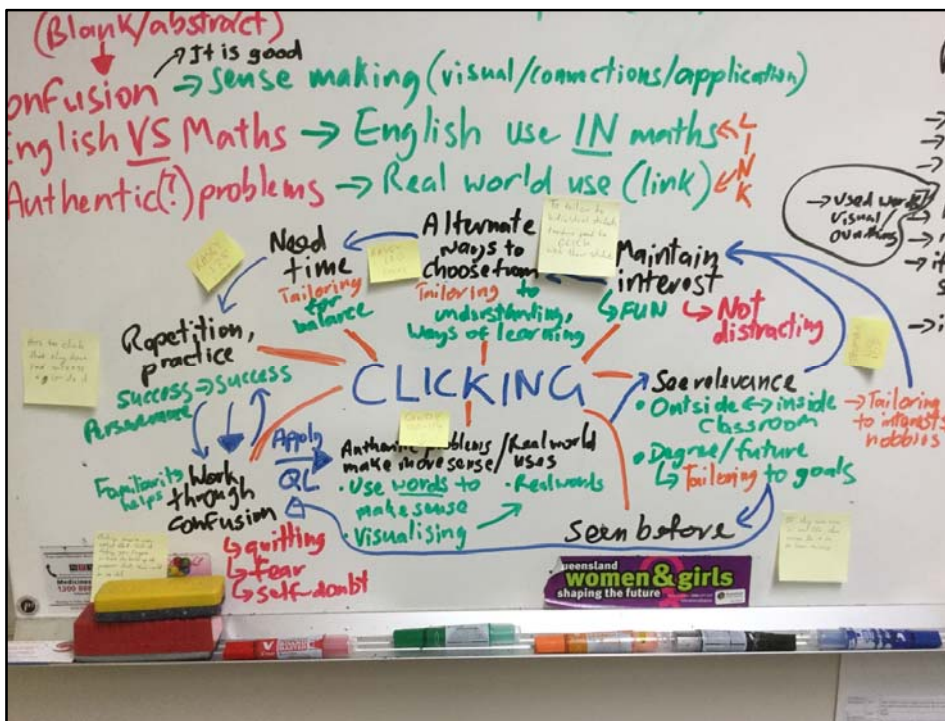 (Blank/abstract)
→ It is good
onfusion → Sense making (visual/connections/application)
English VS Maths → English use IN maths ← LINK
Authentic(?) problems → Real world use (link)
→ used words
visual/
Need
time
Tailoring
for
balance
Alternate
ways to
choose from
Tailoring to
understanding,
ways of learning
Maintain
interest
↳ FUN
↳ Not
distracting
Repetition,
practice
Success → Success
Perseverance
CLICKING
See relevance
• Outside ↔ inside
classroom
→ Tailoring
to interests
hobbies
• Degree/future
↳ Tailoring to goals
Familiarity
helps
Work
through
confusion
↳ quitting
↳ fear
↳ self-doubt
Apply
QL
Authentic problems/Real world
make more sense/uses
• Use words to
make sense
• Visualising
• Real words
Seen before
queensland
women & girls
shaping the future